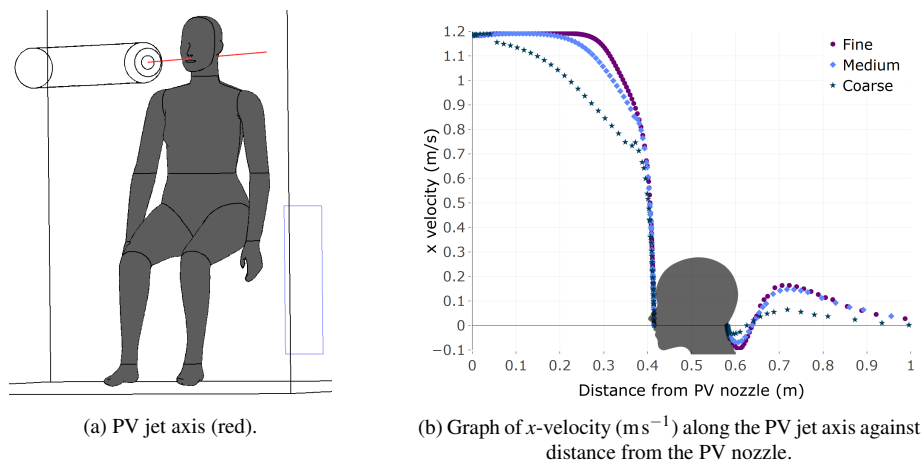 1.2
1.1
1
0.9
0.8
0.7
0.6
0.5
0.4
0.3
0.2
0.1
0
−0.1
x velocity (m/s)
Fine
Medium
Coarse
0 0.1 0.2 0.3 0.4 0.5 0.6 0.7 0.8 0.9 1
Distance from PV nozzle (m)
(a) PV jet axis (red).
(b) Graph of x-velocity (m s⁻¹) along the PV jet axis against
distance from the PV nozzle.